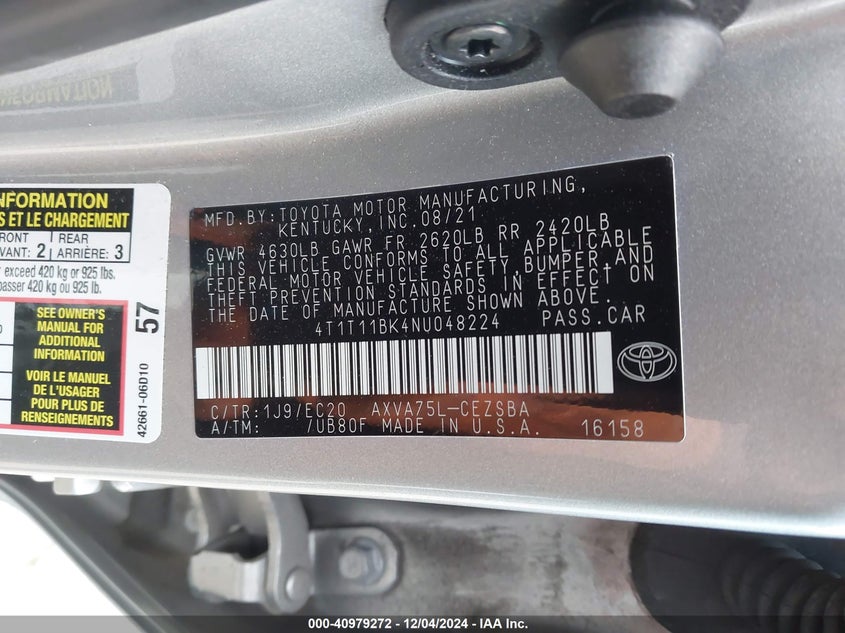 NFORMATION
S ET LE CHARGEMENT
FRONT
VANT: 2
REAR
ARRIÈRE: 3
exceed 420 kg or 925 lbs.
passer 420 kg ou 925 lb.
SEE OWNER'S
MANUAL FOR
ADDITIONAL
INFORMATION
VOIR LE MANUEL
DE L'USAGER
POUR PLUS DE
RENSEIGNEMENTS
57
42661-06D10
MFD.BY:TOYOTA MOTOR MANUFACTURING,
KENTUCKY,INC.08/21
GVWR 4630LB GAWR FR 2620LB RR 2420LB
THIS VEHICLE CONFORMS TO ALL APPLICABLE
FEDERAL MOTOR VEHICLE SAFETY,BUMPER AND
THEFT PREVENTION STANDARDS IN EFFECT ON
THE DATE OF MANUFACTURE SHOWN ABOVE.
4T1T11BK4NU048224 PASS.CAR
C/TR:1J9/EC20 AXVA75L-CEZSBA
A/TM: /UB80F MADE IN U.S.A. 16158
000-40979272 - 12/04/2024 - IAA Inc.